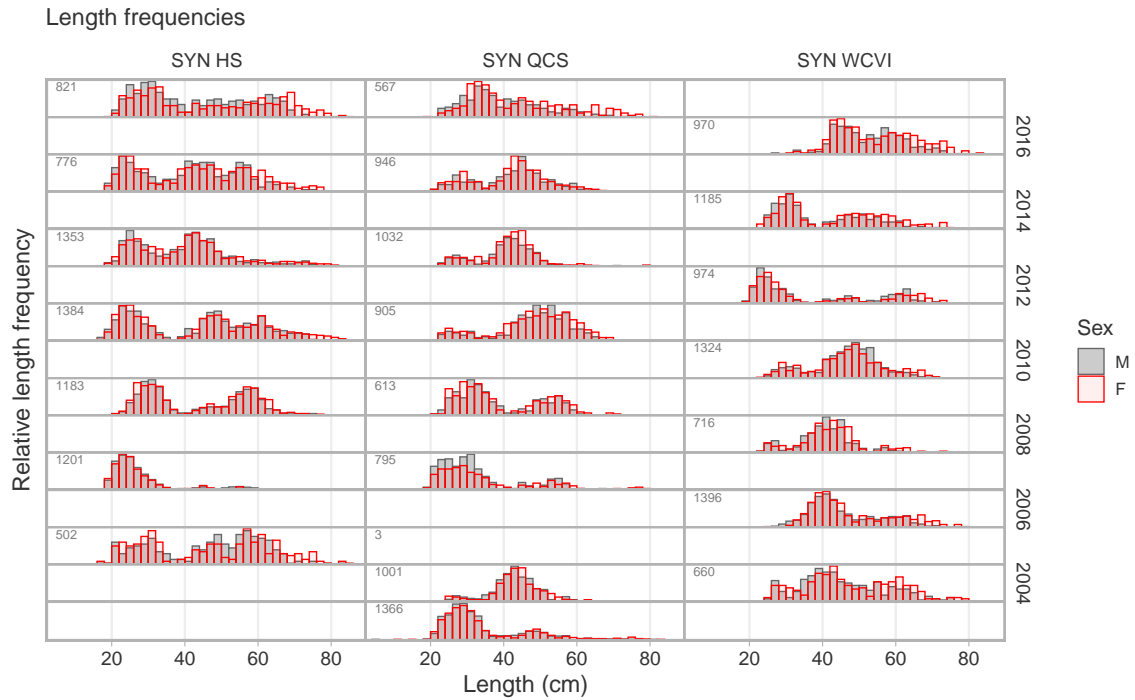 Length frequencies
SYN HS SYN QCS SYN WCVI
821 567
970 2016
776 946
1185 2014
1353 1032
974 2012
1384 905
1324 2010
1183 613
716 2008
1201 795
1396 2006
502 3
1001 660 2004
1366
20 40 60 80 20 40 60 80 20 40 60 80
Length (cm)
Relative length frequency
Sex
M
F